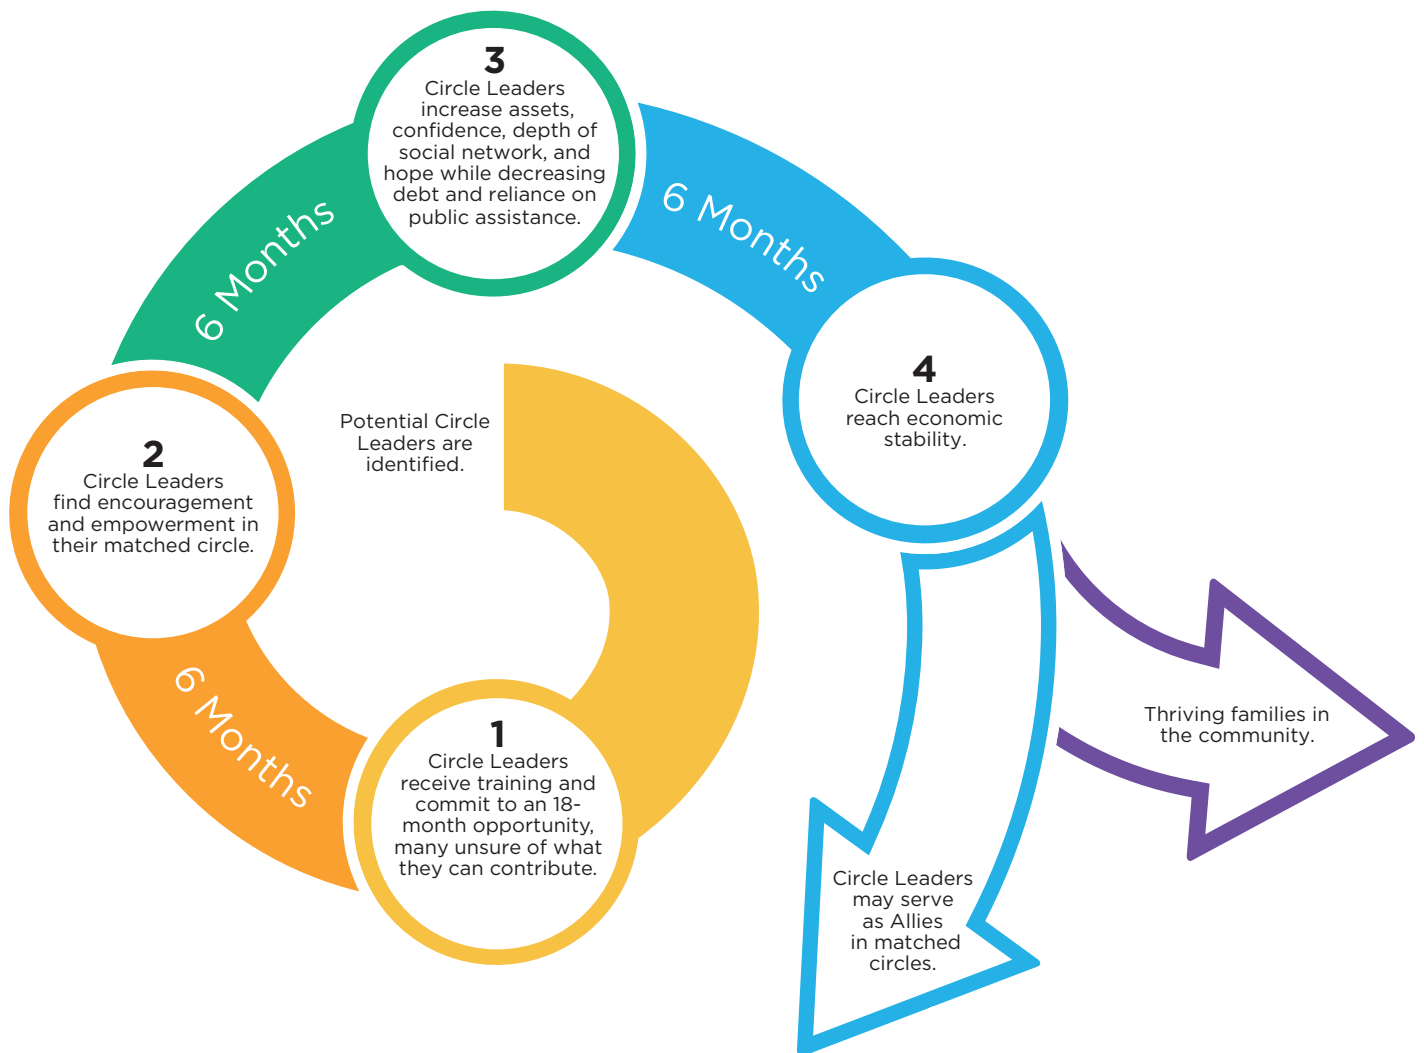 Potential Circle
Leaders are
identified.
1
Circle Leaders
receive training and
commit to an 18-
month opportunity,
many unsure of what
they can contribute.
6 Months
2
Circle Leaders
find encouragement
and empowerment in
their matched circle.
6 Months
3
Circle Leaders
increase assets,
confidence, depth of
social network, and
hope while decreasing
debt and reliance on
public assistance.
6 Months
4
Circle Leaders
reach economic
stability.
Circle Leaders
may serve
as Allies
in matched
circles.
Thriving families in
the community.